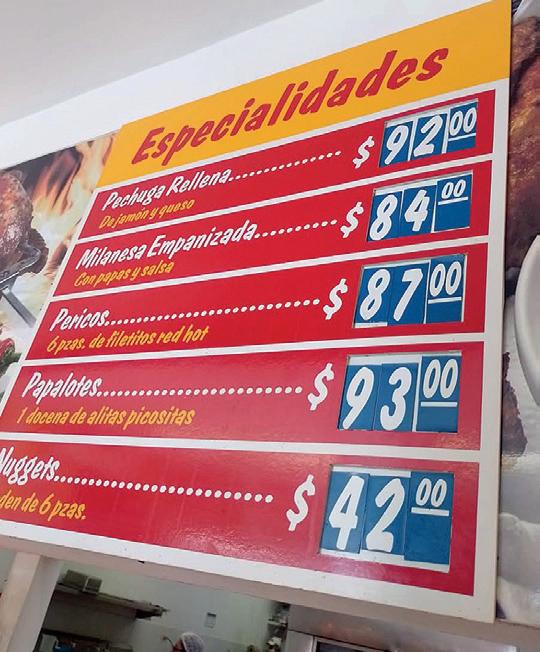 Especialidades
Pechuga Rellena.................. $ 92.00
De jamón y queso
Milanesa Empanizada.......... $ 84.00
Con papas y salsa
Pericos.............................. $ 87.00
6 pzas. de filetitos red hot
Papalotes........................... $ 93.00
1 docena de alitas picositas
Nuggets............................. $ 42.00
den de 6 pzas.